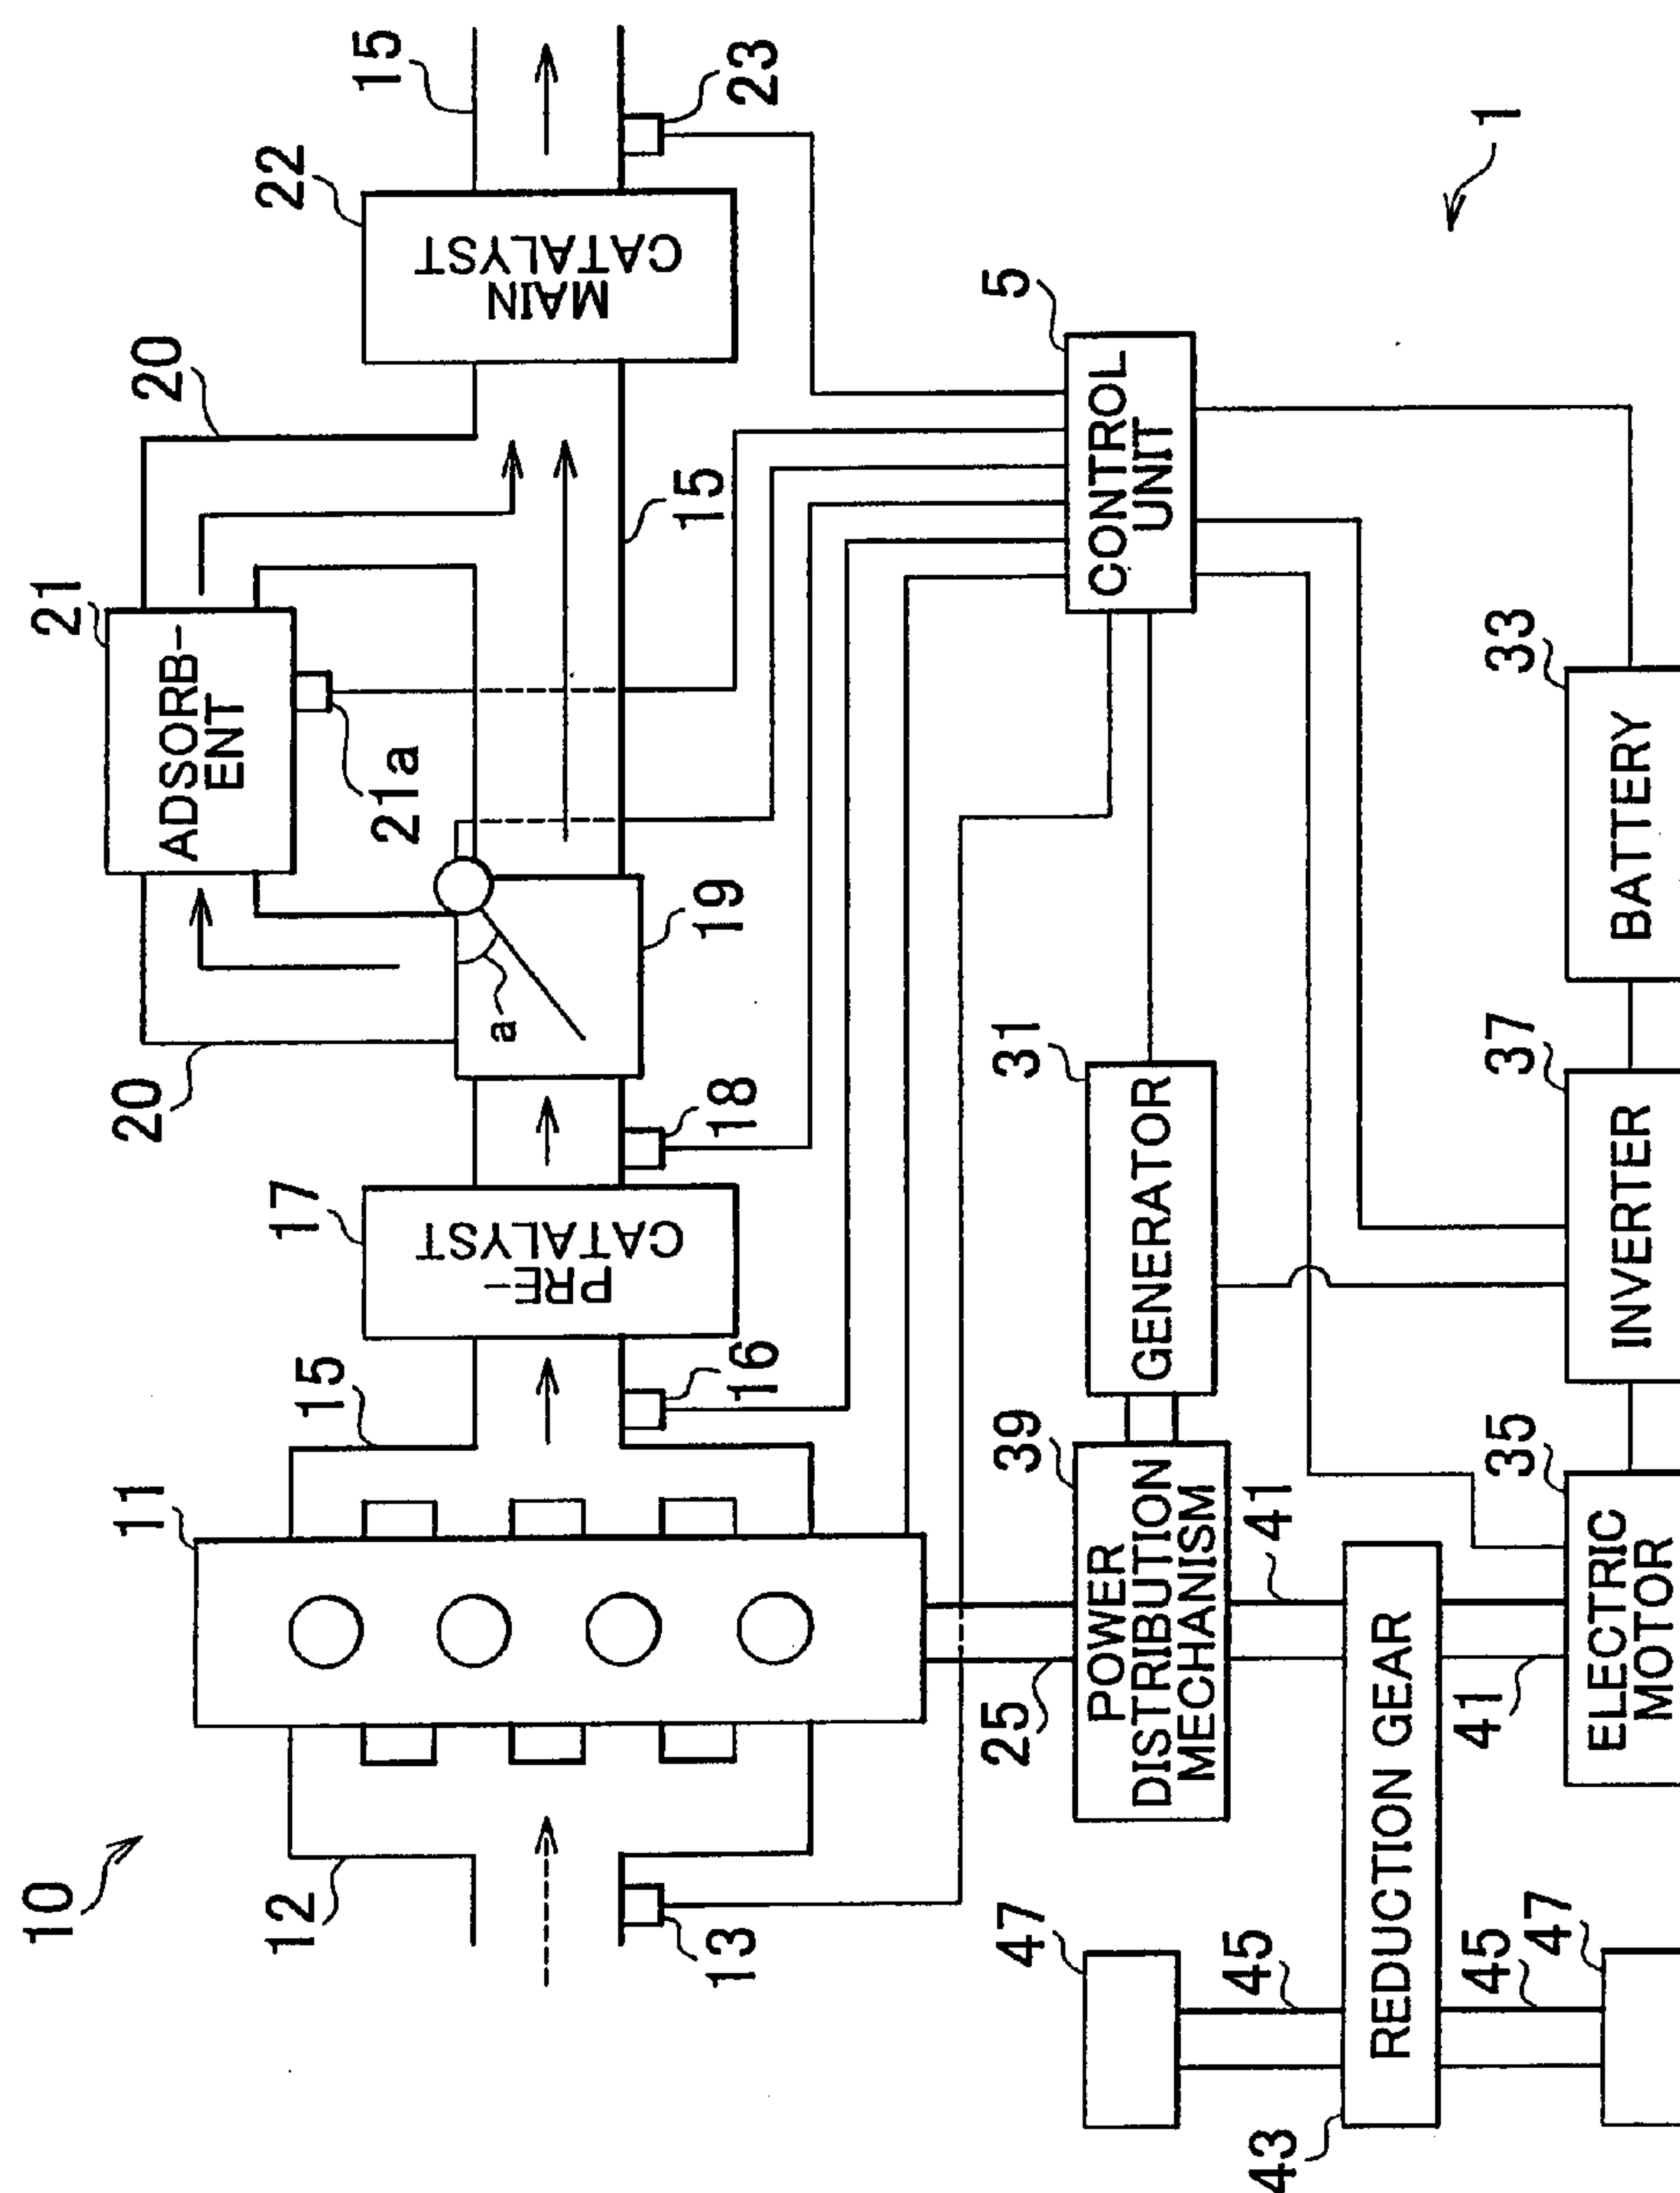 10
11
12
13
15
16
PRE-
CATALYST
17
18
19
a
20
ADSORB-
ENT
21
21a
20
15
MAIN
CATALYST
22
15
23
1
CONTROL
UNIT
5
25
POWER
DISTRIBUTION
MECHANISM
39
GENERATOR
31
41
41
REDUCTION GEAR
43
45
45
47
47
ELECTRIC
MOTOR
35
INVERTER
37
BATTERY
33